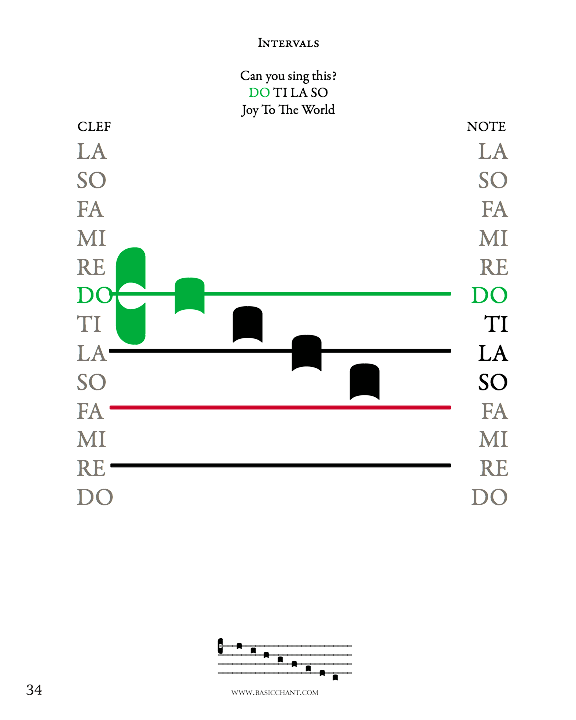 INTERVALS
Can you sing this?
DO TI LA SO
Joy To The World
CLEF NOTE
LA LA
SO SO
FA FA
MI MI
RE RE
DO DO
TI TI
LA LA
SO SO
FA FA
MI MI
RE RE
DO DO
34 WWW.BASICCHANT.COM